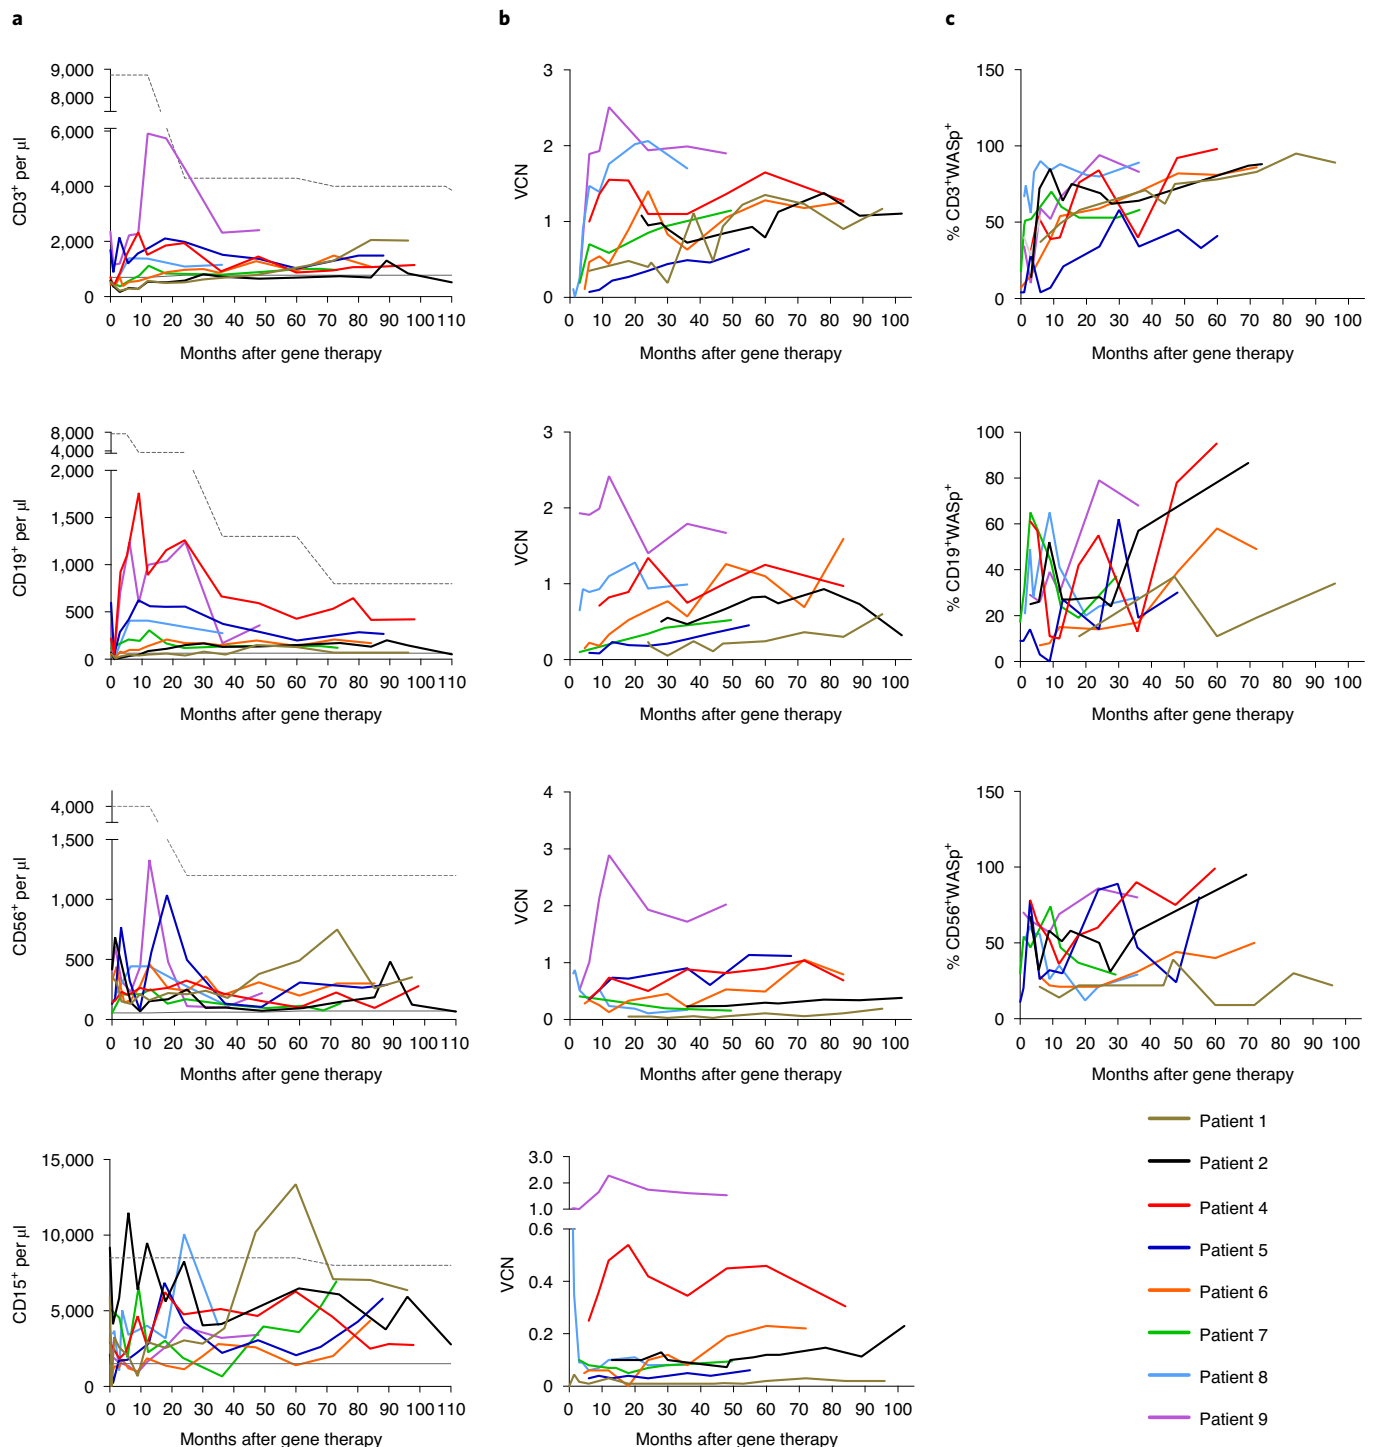 a
b
c
9,000
8,000
6,000
4,000
2,000
0
CD3+ per µl
0 10 20 30 40 50 60 70 80 90 100 110
Months after gene therapy
3
2
1
0
VCN
0 10 20 30 40 50 60 70 80 90 100
Months after gene therapy
150
100
50
0
% CD3+WASp+
0 10 20 30 40 50 60 70 80 90 100
Months after gene therapy
8,000
4,000
2,000
1,500
1,000
500
0
CD19+ per µl
0 10 20 30 40 50 60 70 80 90 100 110
Months after gene therapy
3
2
1
0
VCN
0 10 20 30 40 50 60 70 80 90 100
Months after gene therapy
100
80
60
40
20
0
% CD19+WASp+
0 10 20 30 40 50 60 70 80 90 100
Months after gene therapy
4,000
1,500
1,000
500
0
CD56+ per µl
0 10 20 30 40 50 60 70 80 90 100 110
Months after gene therapy
4
3
2
1
0
VCN
0 10 20 30 40 50 60 70 80 90 100
Months after gene therapy
150
100
50
0
% CD56+WASp+
0 10 20 30 40 50 60 70 80 90 100
Months after gene therapy
15,000
10,000
5,000
0
CD15+ per µl
0 10 20 30 40 50 60 70 80 90 100 110
Months after gene therapy
3.0
2.0
1.0
0.6
0.4
0.2
0
VCN
0 10 20 30 40 50 60 70 80 90 100
Months after gene therapy
Patient 1
Patient 2
Patient 4
Patient 5
Patient 6
Patient 7
Patient 8
Patient 9